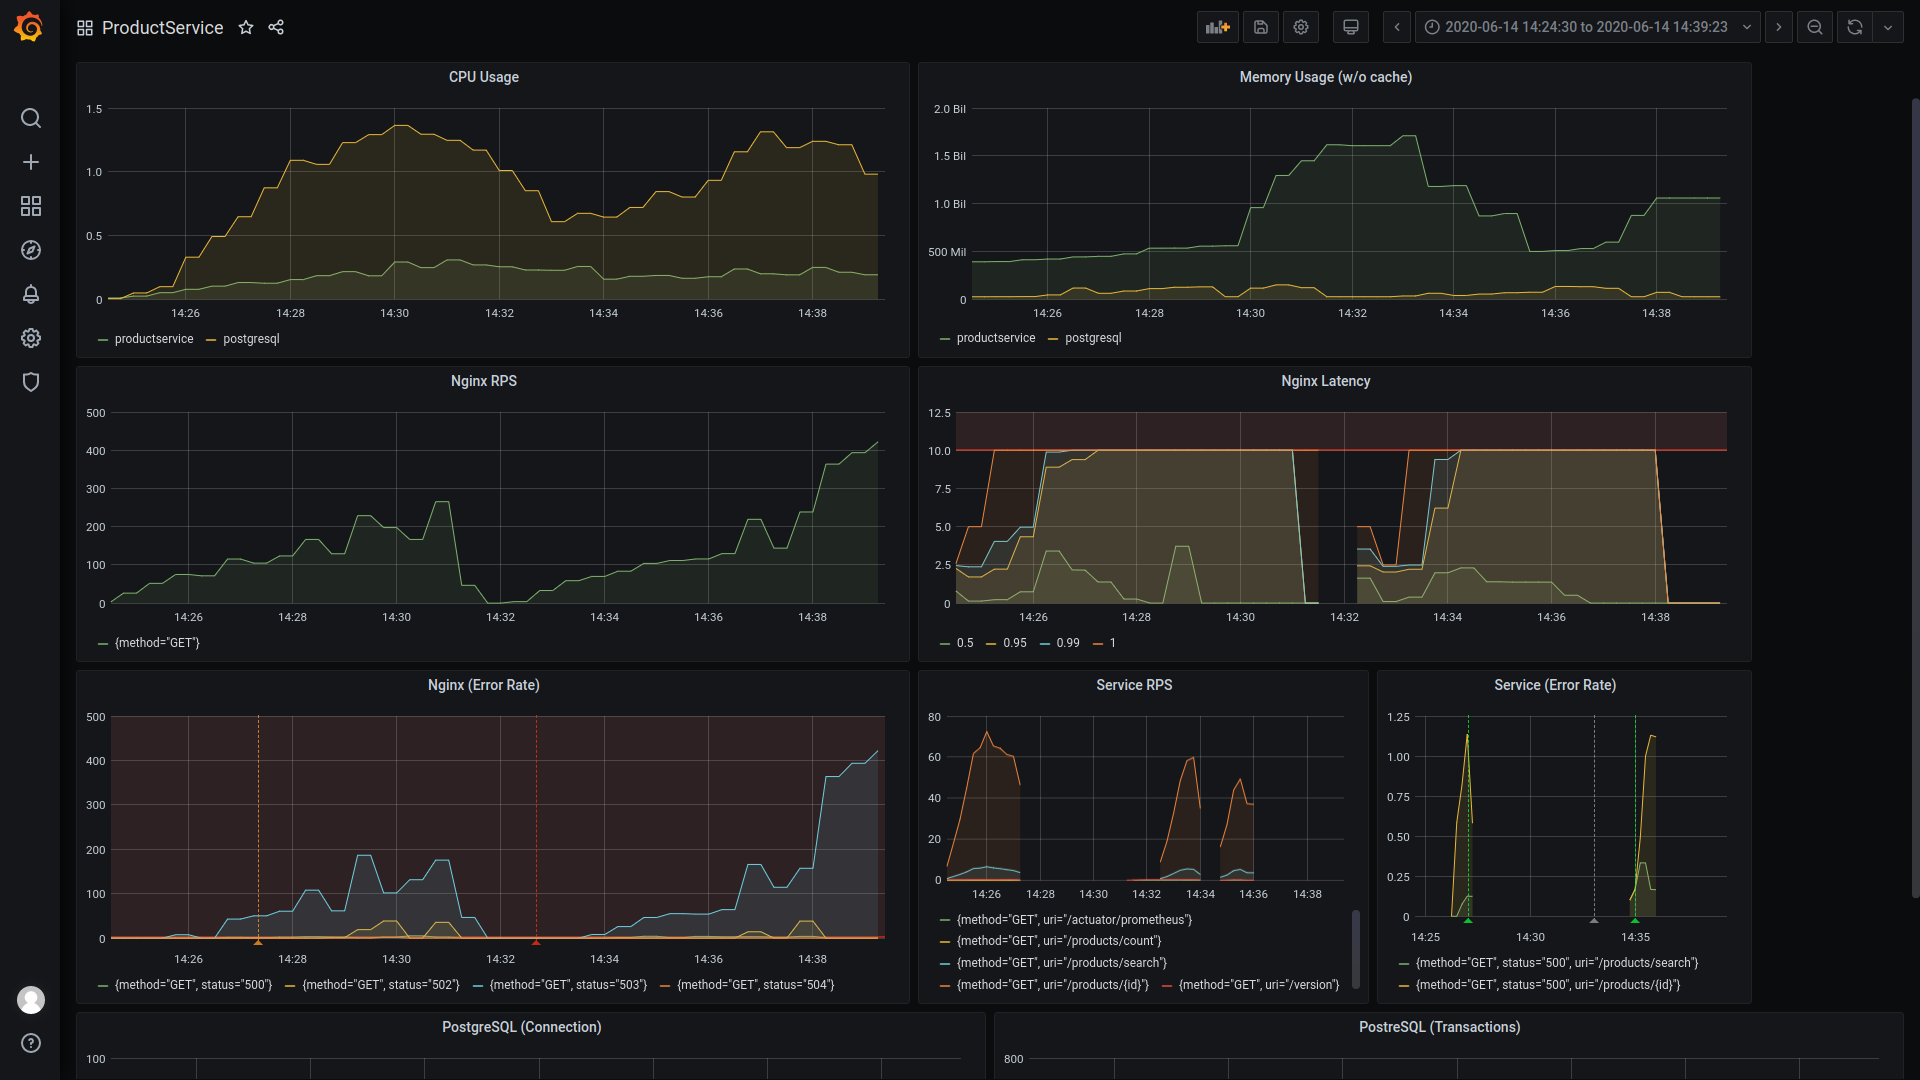 ProductService
2020-06-14 14:24:30 to 2020-06-14 14:39:23
CPU Usage
1.5
1.0
0.5
0
14:26 14:28 14:30 14:32 14:34 14:36 14:38
productservice postgresql
Memory Usage (w/o cache)
2.0 Bil
1.5 Bil
1.0 Bil
500 Mil
0
14:26 14:28 14:30 14:32 14:34 14:36 14:38
productservice postgresql
Nginx RPS
500
400
300
200
100
0
14:26 14:28 14:30 14:32 14:34 14:36 14:38
{method="GET"}
Nginx Latency
12.5
10.0
7.5
5.0
2.5
0
14:26 14:28 14:30 14:32 14:34 14:36 14:38
0.5 0.95 0.99 1
Nginx (Error Rate)
500
400
300
200
100
0
14:26 14:28 14:30 14:32 14:34 14:36 14:38
{method="GET", status="500"} {method="GET", status="502"} {method="GET", status="503"} {method="GET", status="504"}
Service RPS
80
60
40
20
0
14:26 14:28 14:30 14:32 14:34 14:36 14:38
{method="GET", uri="/actuator/prometheus"}
{method="GET", uri="/products/count"}
{method="GET", uri="/products/search"}
{method="GET", uri="/products/{id}"} {method="GET", uri="/version"}
Service (Error Rate)
1.25
1.00
0.75
0.50
0.25
0
14:25 14:30 14:35
{method="GET", status="500", uri="/products/search"}
{method="GET", status="500", uri="/products/{id}"}
PostgreSQL (Connection)
100
PostreSQL (Transactions)
800